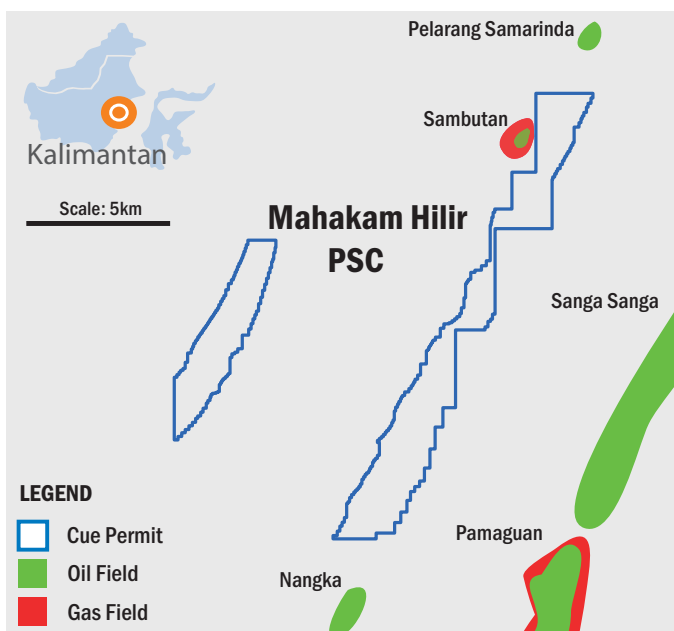 Pelarang Samarinda
Sambutan
Kalimantan
Scale: 5km
Mahakam Hilir
PSC
Sanga Sanga
LEGEND
Cue Permit
Oil Field
Gas Field
Pamaguan
Nangka